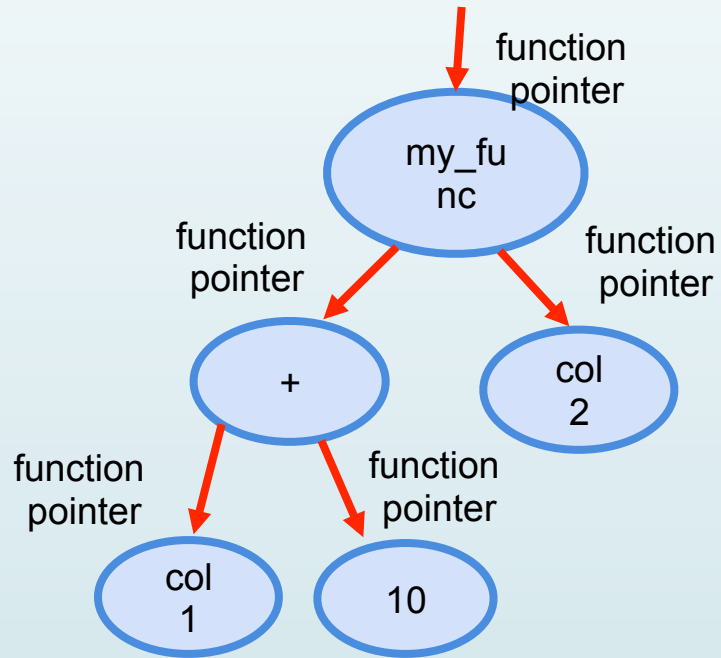 function
pointer
my_fu
nc
function
pointer
function
pointer
+
col
2
function
pointer
function
pointer
col
1
10